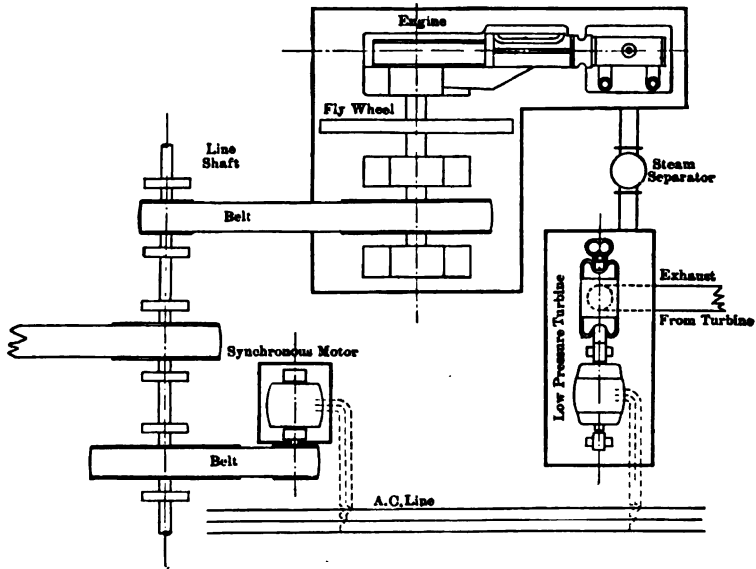 Engine
Fly Wheel
Line
Shaft
Steam
Separator
Belt
Exhaust
From Turbine
Low Pressure Turbine
Synchronous Motor
Belt
A.C. Line